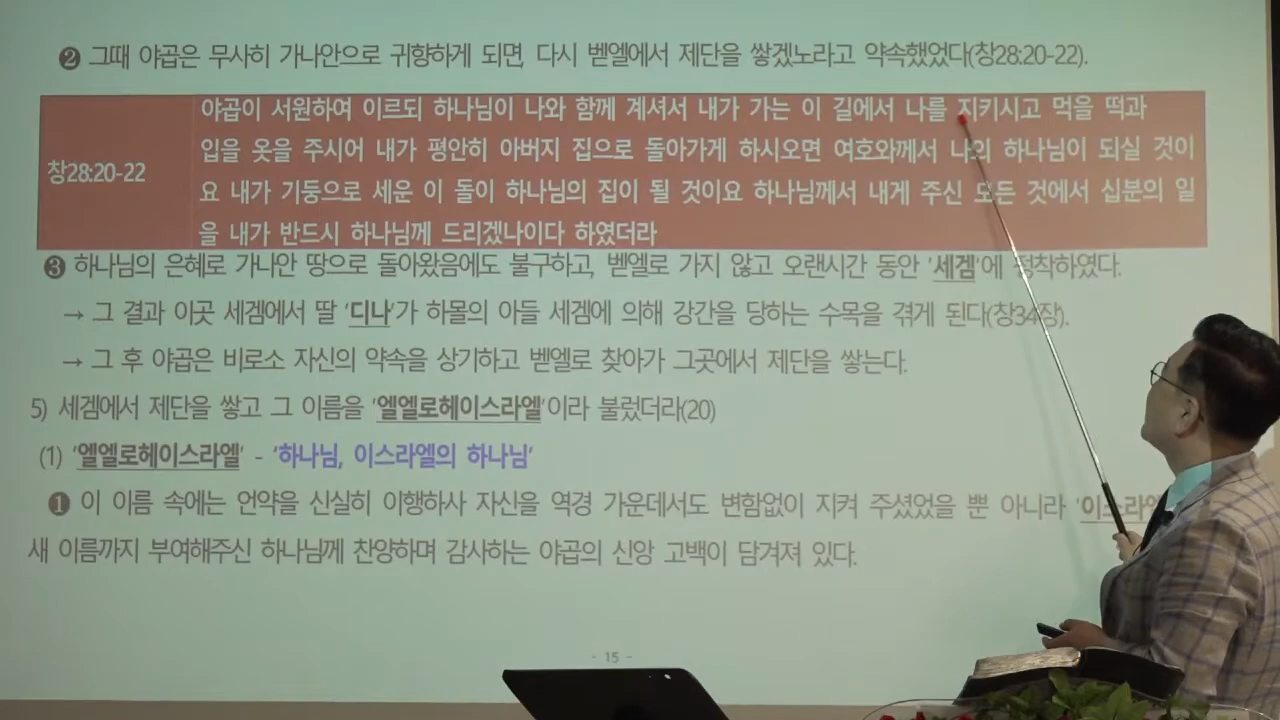 ❷ 그때 야곱은 무사히 가나안으로 귀향하게 되면, 다시 벧엘에서 제단을 쌓겠노라고 약속했었다(창28:20-22).
야곱이 서원하여 이르되 하나님이 나와 함께 계셔서 내가 가는 이 길에서 나를 지키시고 먹을 떡과
입을 옷을 주시어 내가 평안히 아버지 집으로 돌아가게 하시오면 여호와께서 나의 하나님이 되실 것이
창28:20-22
요 내가 기둥으로 세운 이 돌이 하나님의 집이 될 것이요 하나님께서 내게 주신 모든 것에서 십분의 일
을 내가 반드시 하나님께 드리겠나이다 하였더라
❸ 하나님의 은혜로 가나안 땅으로 돌아왔음에도 불구하고, 벧엘로 가지 않고 오랜시간 동안 '세겜'에 정착하였다.
→ 그 결과 이곳 세겜에서 딸 '디나'가 하몰의 아들 세겜에 의해 강간을 당하는 수목을 겪게 된다(창34장).
→ 그 후 야곱은 비로소 자신의 약속을 상기하고 벧엘로 찾아가 그곳에서 제단을 쌓는다.
5) 세겜에서 제단을 쌓고 그 이름을 '엘엘로헤이스라엘'이라 불렀더라(20)
(1) '엘엘로헤이스라엘' - '하나님, 이스라엘의 하나님'
❶ 이 이름 속에는 언약을 신실히 이행하사 자신을 역경 가운데서도 변함없이 지켜 주셨었을 뿐 아니라 '이스라엘
새 이름까지 부여해주신 하나님께 찬양하며 감사하는 야곱의 신앙 고백이 담겨져 있다.
- 15 -